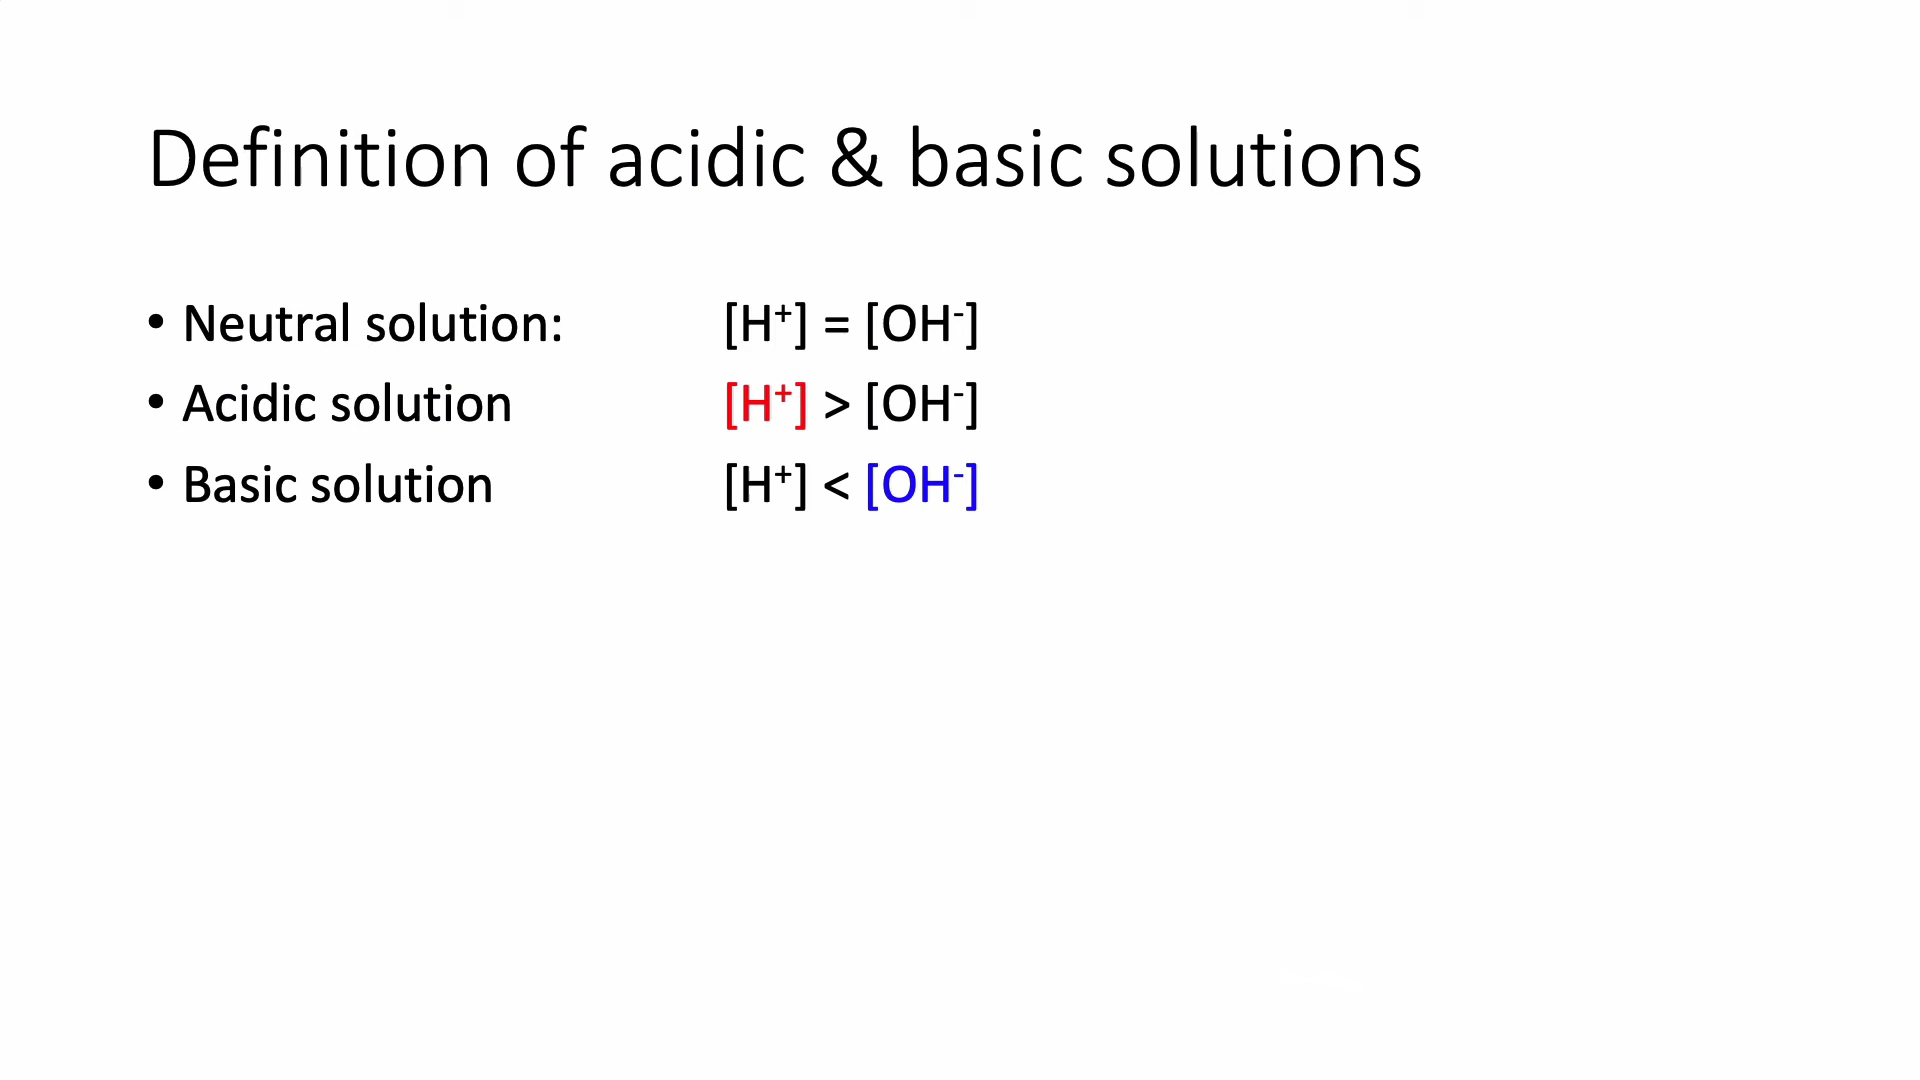 Definition of acidic & basic solutions
• Neutral solution: [H⁺] = [OH⁻]
• Acidic solution [H⁺] > [OH⁻]
• Basic solution [H⁺] < [OH⁻]